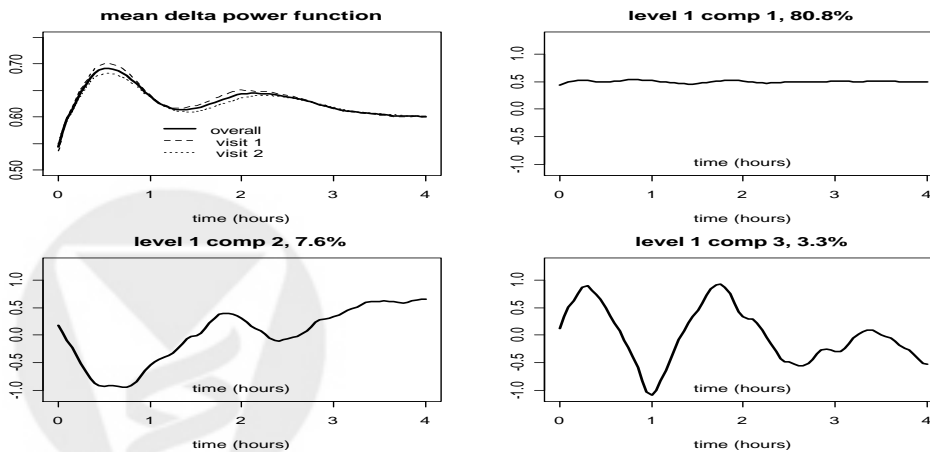 mean delta power function
0.50 0.60 0.70
overall
visit 1
visit 2
0 1 2 3 4
time (hours)
level 1 comp 1, 80.8%
-1.0 -0.5 0.0 0.5 1.0
time (hours)
0 1 2 3 4
time (hours)
level 1 comp 2, 7.6%
-1.0 -0.5 0.0 0.5 1.0
time (hours)
0 1 2 3 4
time (hours)
level 1 comp 3, 3.3%
-1.0 -0.5 0.0 0.5 1.0
time (hours)
0 1 2 3 4
time (hours)